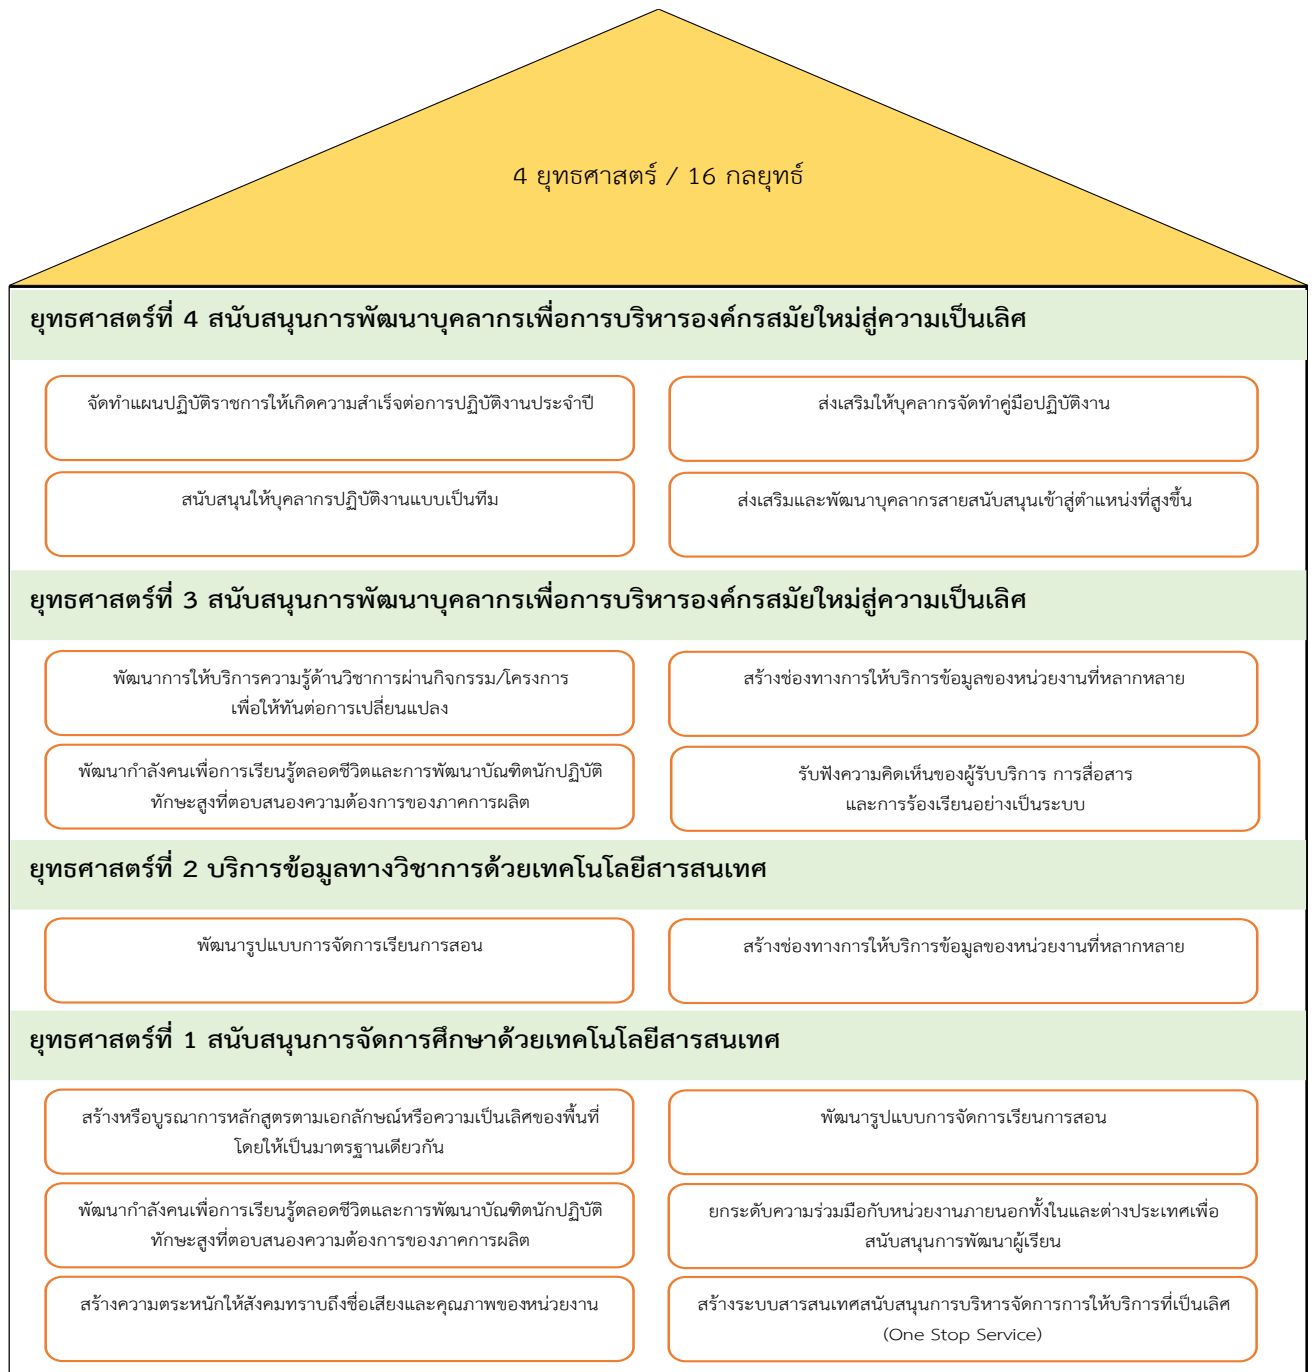 4 ยุทธศาสตร์ / 16 กลยุทธ์
ยุทธศาสตร์ที่ 4 สนับสนุนการพัฒนาบุคลากรเพื่อการบริหารองค์กรสมัยใหม่สู่ความเป็นเลิศ
จัดทำแผนปฏิบัติราชการให้เกิดความสำเร็จต่อการปฏิบัติงานประจำปี
ส่งเสริมให้บุคลากรจัดทำคู่มือปฏิบัติงาน
สนับสนุนให้บุคลากรปฏิบัติงานแบบเป็นทีม
ส่งเสริมและพัฒนาบุคลากรสายสนับสนุนเข้าสู่ตำแหน่งที่สูงขึ้น
ยุทธศาสตร์ที่ 3 สนับสนุนการพัฒนาบุคลากรเพื่อการบริหารองค์กรสมัยใหม่สู่ความเป็นเลิศ
พัฒนาการให้บริการความรู้ด้านวิชาการผ่านกิจกรรม/โครงการ
เพื่อให้ทันต่อการเปลี่ยนแปลง
สร้างช่องทางการให้บริการข้อมูลของหน่วยงานที่หลากหลาย
พัฒนากำลังคนเพื่อการเรียนรู้ตลอดชีวิตและการพัฒนาบัณฑิตนักปฏิบัติ
ทักษะสูงที่ตอบสนองความต้องการของภาคการผลิต
รับฟังความคิดเห็นของผู้รับบริการ การสื่อสาร
และการร้องเรียนอย่างเป็นระบบ
ยุทธศาสตร์ที่ 2 บริการข้อมูลทางวิชาการด้วยเทคโนโลยีสารสนเทศ
พัฒนารูปแบบการจัดการเรียนการสอน
สร้างช่องทางการให้บริการข้อมูลของหน่วยงานที่หลากหลาย
ยุทธศาสตร์ที่ 1 สนับสนุนการจัดการศึกษาด้วยเทคโนโลยีสารสนเทศ
สร้างหรือบูรณาการหลักสูตรตามเอกลักษณ์หรือความเป็นเลิศของพื้นที่
โดยให้เป็นมาตรฐานเดียวกัน
พัฒนารูปแบบการจัดการเรียนการสอน
พัฒนากำลังคนเพื่อการเรียนรู้ตลอดชีวิตและการพัฒนาบัณฑิตนักปฏิบัติ
ทักษะสูงที่ตอบสนองความต้องการของภาคการผลิต
ยกระดับความร่วมมือกับหน่วยงานภายนอกทั้งในและต่างประเทศเพื่อ
สนับสนุนการพัฒนาผู้เรียน
สร้างความตระหนักให้สังคมทราบถึงชื่อเสียงและคุณภาพของหน่วยงาน
สร้างระบบสารสนเทศสนับสนุนการบริหารจัดการการให้บริการที่เป็นเลิศ
(One Stop Service)